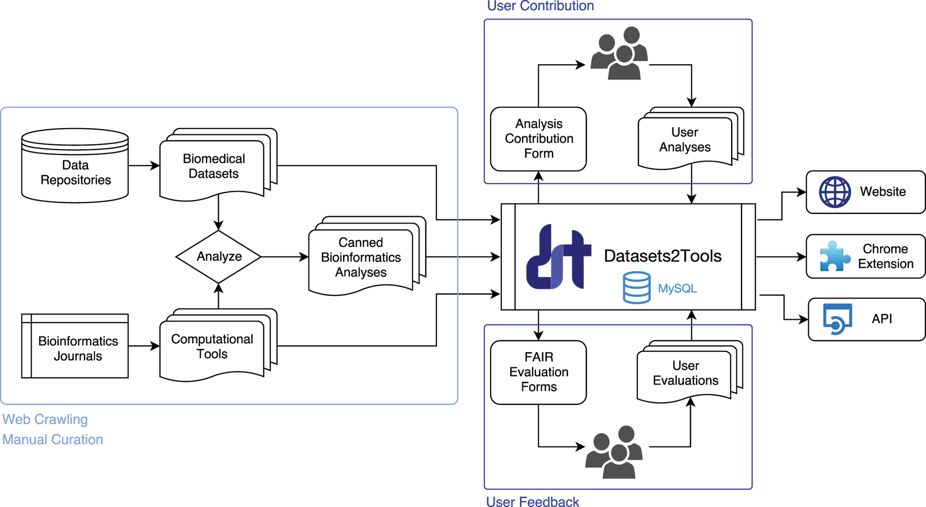 User Contribution
Analysis
Contribution
Form
User
Analyses
Data
Repositories
Biomedical
Datasets
Analyze
Canned
Bioinformatics
Analyses
Bioinformatics
Journals
Computational
Tools
Web Crawling
Manual Curation
Datasets2Tools
MySQL
Website
Chrome
Extension
API
FAIR
Evaluation
Forms
User
Evaluations
User Feedback